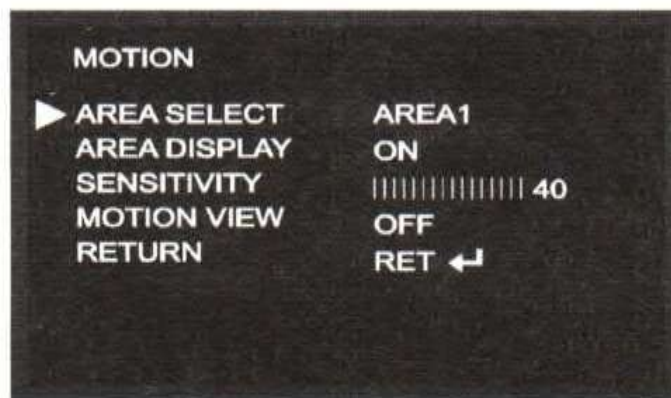 MOTION
▶ AREA SELECT AREA1
AREA DISPLAY ON
SENSITIVITY ||||||||||||||| 40
MOTION VIEW OFF
RETURN RET ↵